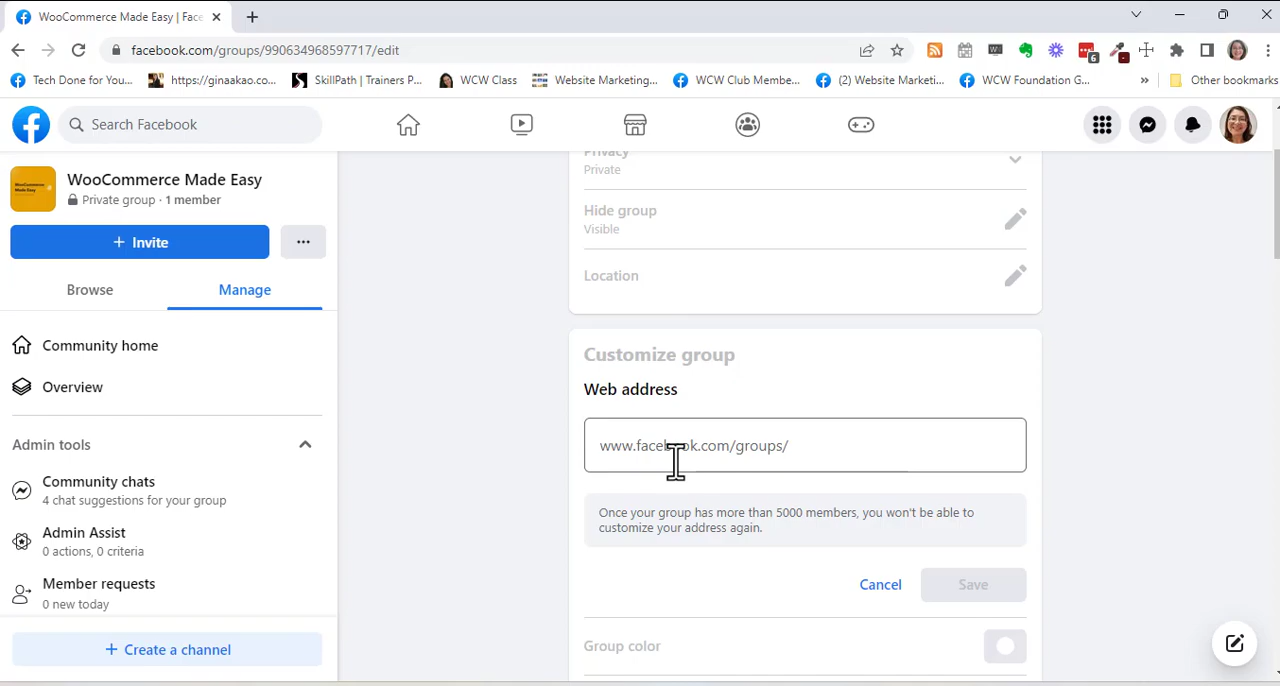 WooCommerce Made Easy | Face
facebook.com/groups/990634968597717/edit
6
Tech Done for You... https://ginaakao.co... SkillPath | Trainers P... WCW Class Website Marketing... WCW Club Membe... (2) Website Marketi... WCW Foundation G... » Other bookmarks
Search Facebook
WooCommerce Made Easy
Private group · 1 member
+ Invite
...
Browse Manage
Community home
Overview
Admin tools
Community chats
4 chat suggestions for your group
Admin Assist
0 actions, 0 criteria
Member requests
0 new today
+ Create a channel
Privacy
Private
Hide group
Visible
Location
Customize group
Web address
www.facebook.com/groups/
Once your group has more than 5000 members, you won't be able to
customize your address again.
Cancel Save
Group color